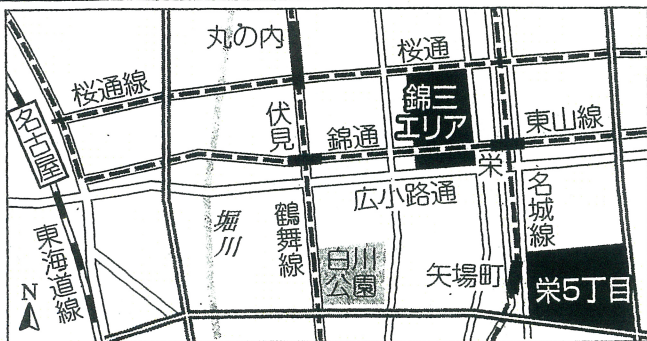 丸の内
桜通
桜通線
錦三
エリア
名古屋
伏見
錦通
東山線
栄
広小路通
堀川
鶴舞線
名城線
東海道線
白川
公園
矢場町
栄5丁目
N